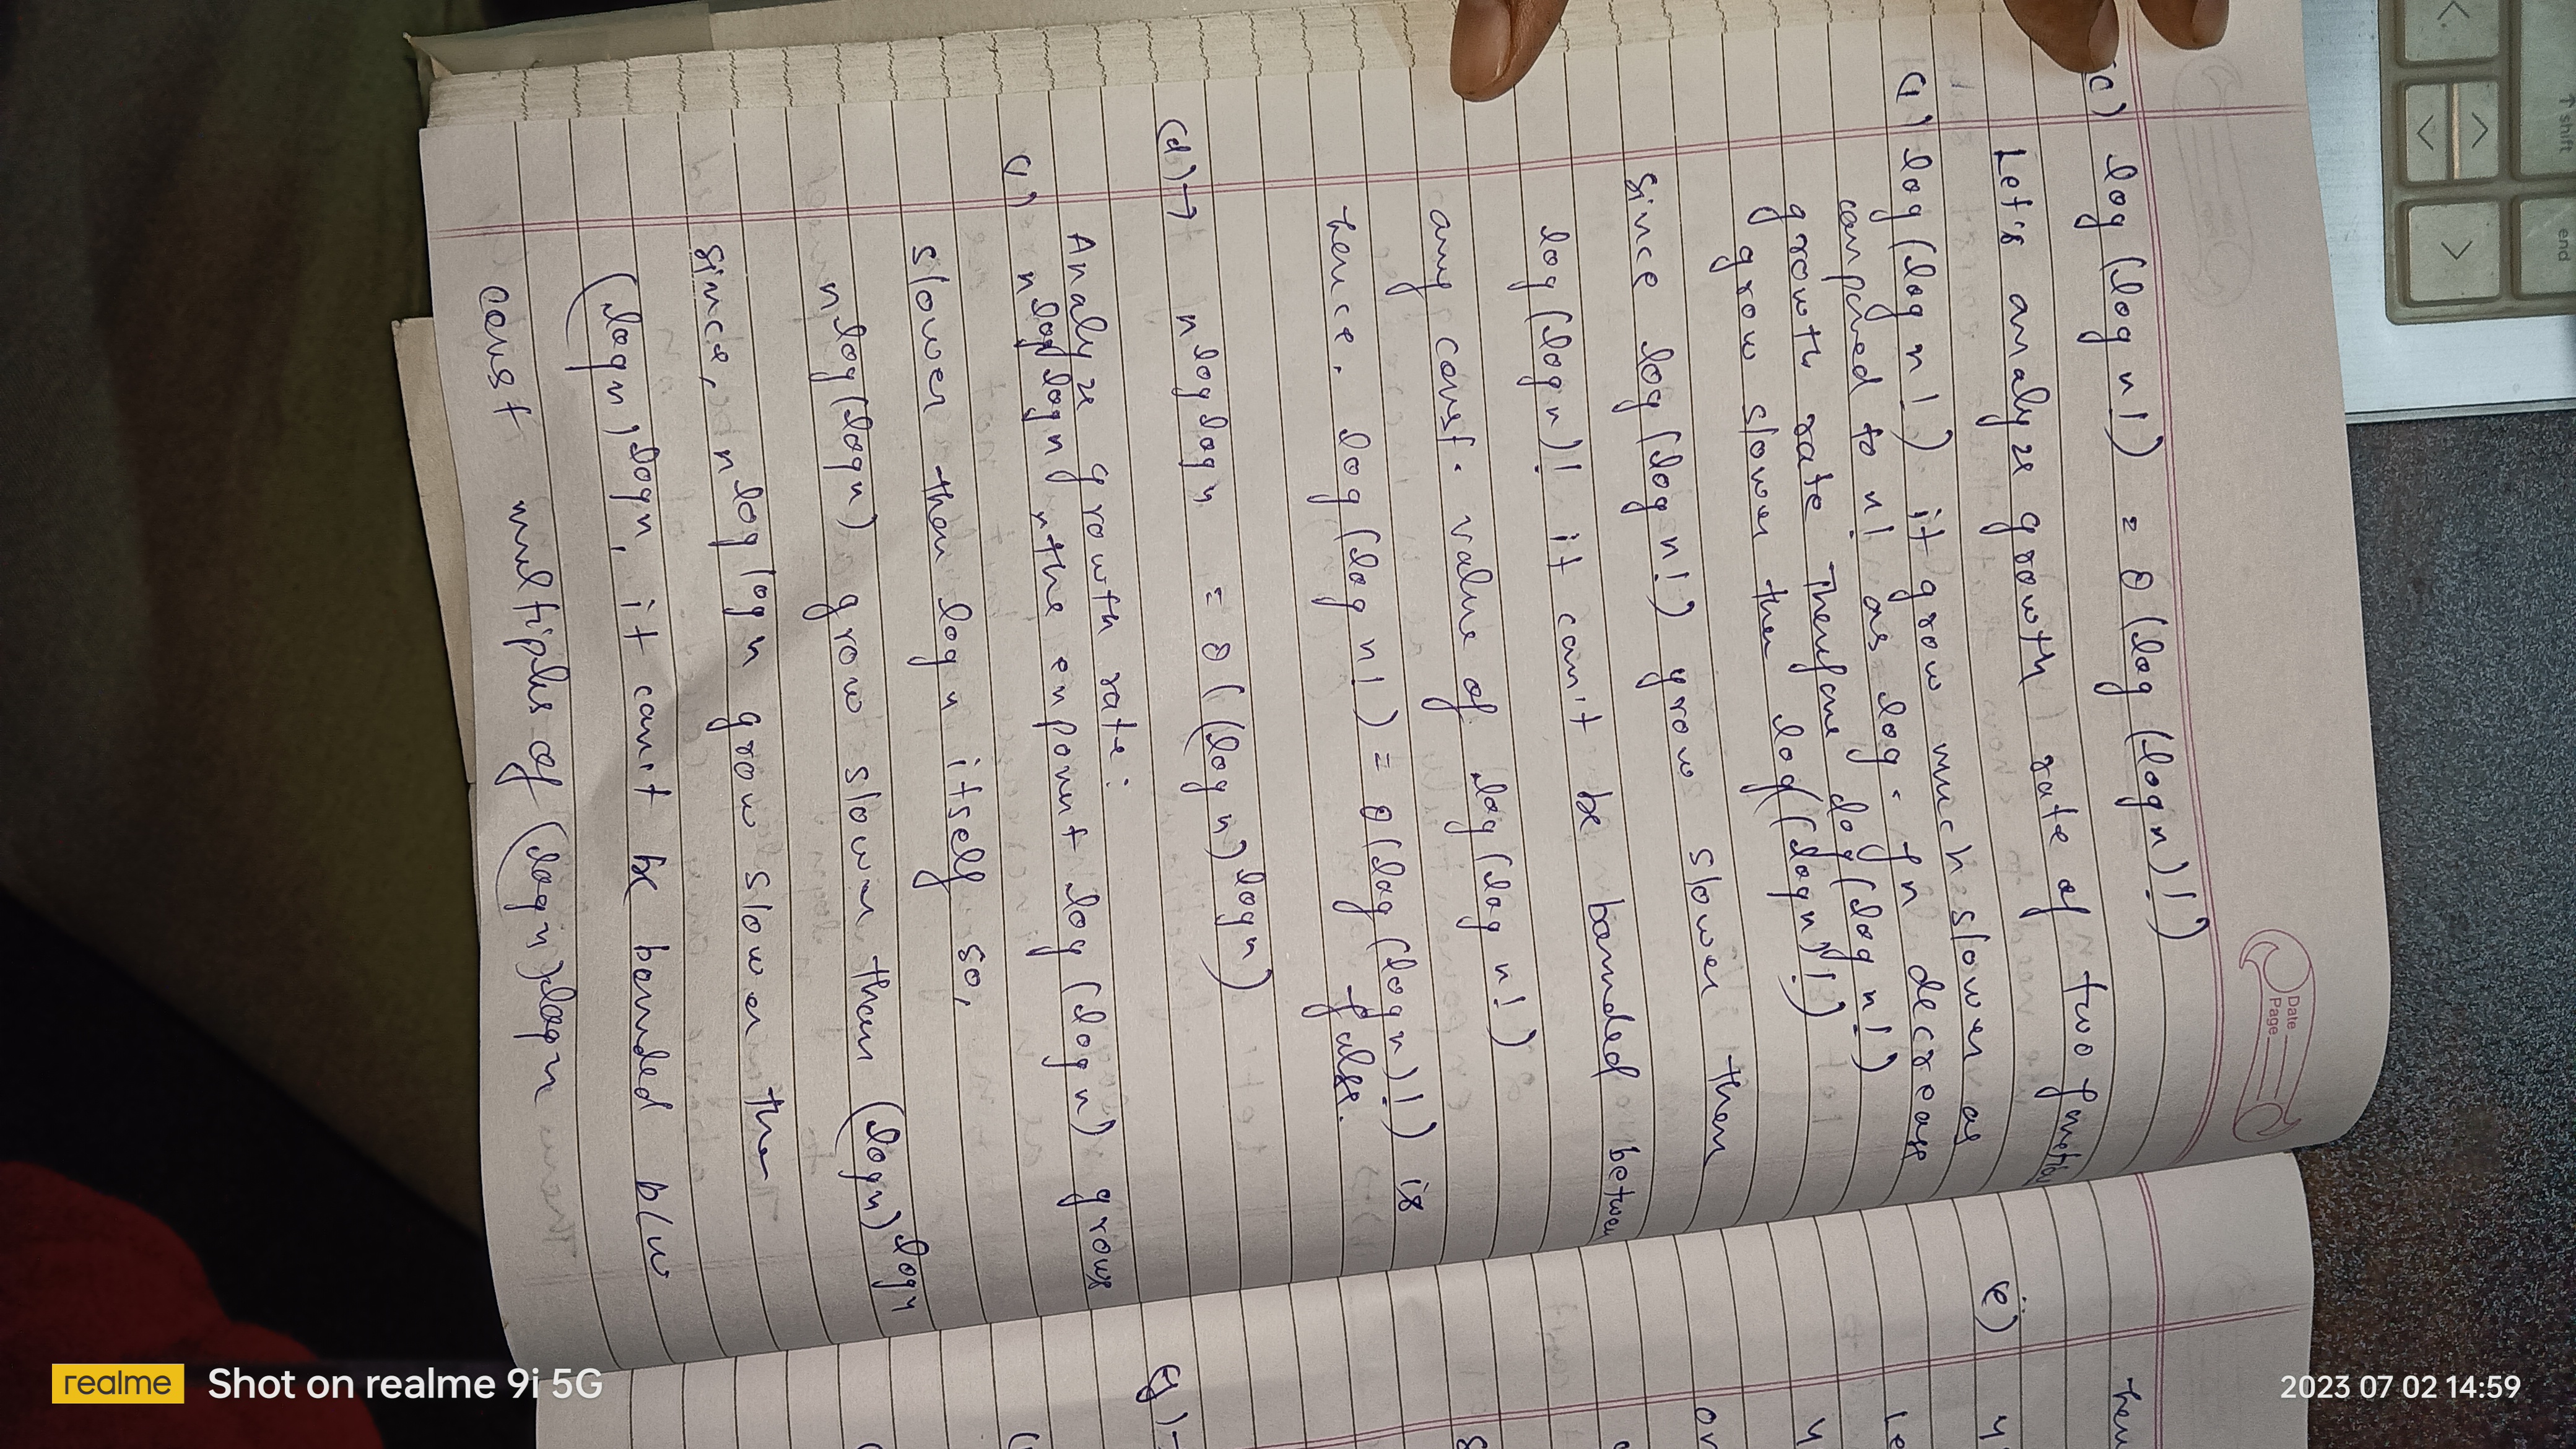 ↑ shift
end
Date
Page
(c) log (log n!) = θ (log (log n)!)
Let's analyze growth rate of two function
(i) log (log n!) it grow much slower as
compared to n! as log. fn decrease
growth rate Therefore log (log n!)
grow slower then log((log n)!)
since log (log n!) grow slower then
log (log n)! it can't be bounded between
any const. value of log (log n!)
hence. log (log n!) = θ (log (log n)!) is
false.
(d) → n^log log n = θ ((log n)^log n)
Analyze growth rate:
(i) n^log log n, the exponent log (log n) grows
slower then log n itself so,
n^log(log n) grow slower than (log n)^log n
since, n^log log n grow slower the
(log n)^log n, it can't be bounded b/w
const multiples of (log n)^log n
hen
(e) 4
Le
4
or
g) -
2023 07 02 14:59
realme Shot on realme 9i 5G